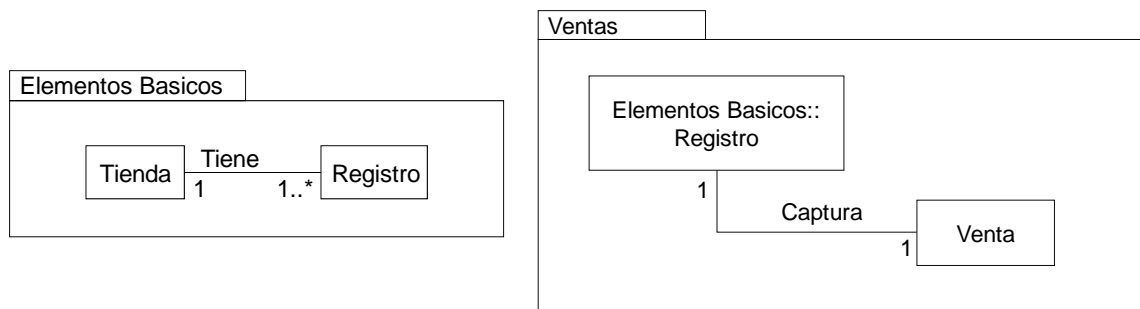 Elementos Basicos
Tienda
Tiene
1
1..*
Registro
Ventas
Elementos Basicos::
Registro
1
Captura
1
Venta